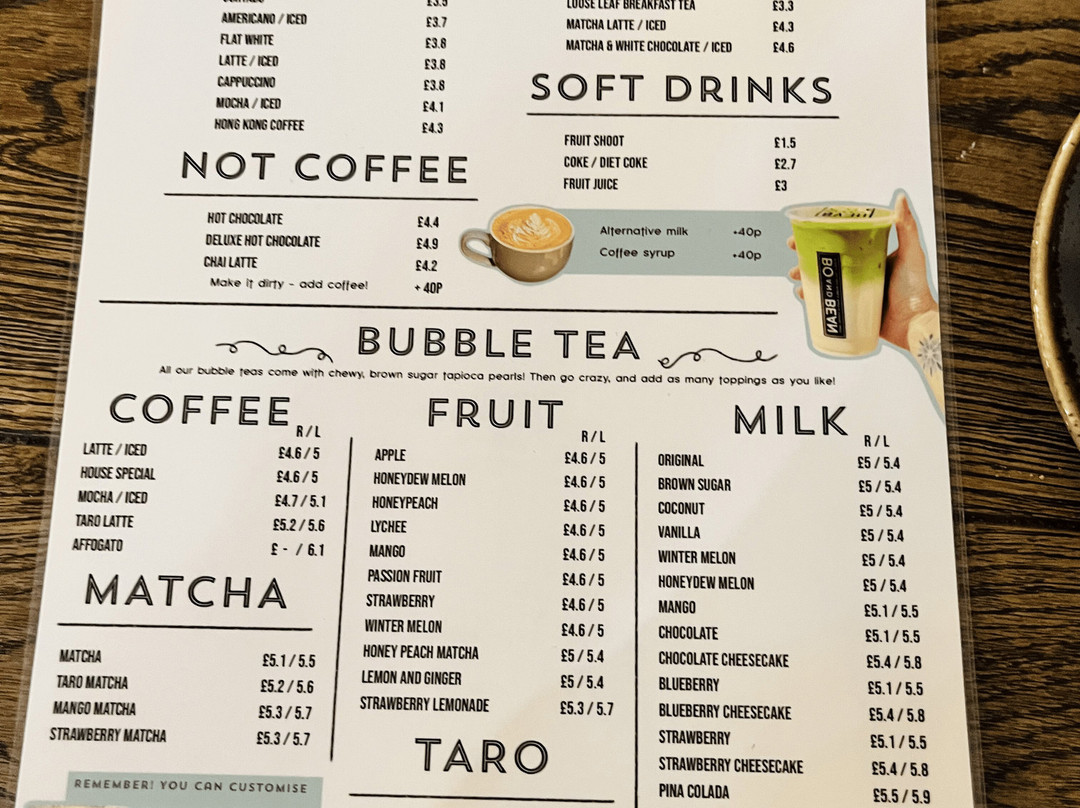 £3.5
AMERICANO / ICED £3.7
FLAT WHITE £3.8
LATTE / ICED £3.8
CAPPUCCINO £3.8
MOCHA / ICED £4.1
HONG KONG COFFEE £4.3
NOT COFFEE
HOT CHOCOLATE £4.4
DELUXE HOT CHOCOLATE £4.9
CHAI LATTE £4.2
Make it dirty - add coffee! + 40P
LOOSE LEAF BREAKFAST TEA £3.3
MATCHA LATTE / ICED £4.3
MATCHA & WHITE CHOCOLATE / ICED £4.6
SOFT DRINKS
FRUIT SHOOT £1.5
COKE / DIET COKE £2.7
FRUIT JUICE £3
Alternative milk +40p
Coffee syrup +40p
BO AND BEAN
BUBBLE TEA
All our bubble teas come with chewy, brown sugar tapioca pearls! Then go crazy, and add as many toppings as you like!
COFFEE
R / L
LATTE / ICED £4.6 / 5
HOUSE SPECIAL £4.6 / 5
MOCHA / ICED £4.7 / 5.1
TARO LATTE £5.2 / 5.6
AFFOGATO £ - / 6.1
MATCHA
MATCHA £5.1 / 5.5
TARO MATCHA £5.2 / 5.6
MANGO MATCHA £5.3 / 5.7
STRAWBERRY MATCHA £5.3 / 5.7
REMEMBER! YOU CAN CUSTOMISE
FRUIT
R / L
APPLE £4.6 / 5
HONEYDEW MELON £4.6 / 5
HONEYPEACH £4.6 / 5
LYCHEE £4.6 / 5
MANGO £4.6 / 5
PASSION FRUIT £4.6 / 5
STRAWBERRY £4.6 / 5
WINTER MELON £4.6 / 5
HONEY PEACH MATCHA £5 / 5.4
LEMON AND GINGER £5 / 5.4
STRAWBERRY LEMONADE £5.3 / 5.7
TARO
MILK
R / L
ORIGINAL £5 / 5.4
BROWN SUGAR £5 / 5.4
COCONUT £5 / 5.4
VANILLA £5 / 5.4
WINTER MELON £5 / 5.4
HONEYDEW MELON £5 / 5.4
MANGO £5.1 / 5.5
CHOCOLATE £5.1 / 5.5
CHOCOLATE CHEESECAKE £5.4 / 5.8
BLUEBERRY £5.1 / 5.5
BLUEBERRY CHEESECAKE £5.4 / 5.8
STRAWBERRY £5.1 / 5.5
STRAWBERRY CHEESECAKE £5.4 / 5.8
PINA COLADA £5.5 / 5.9